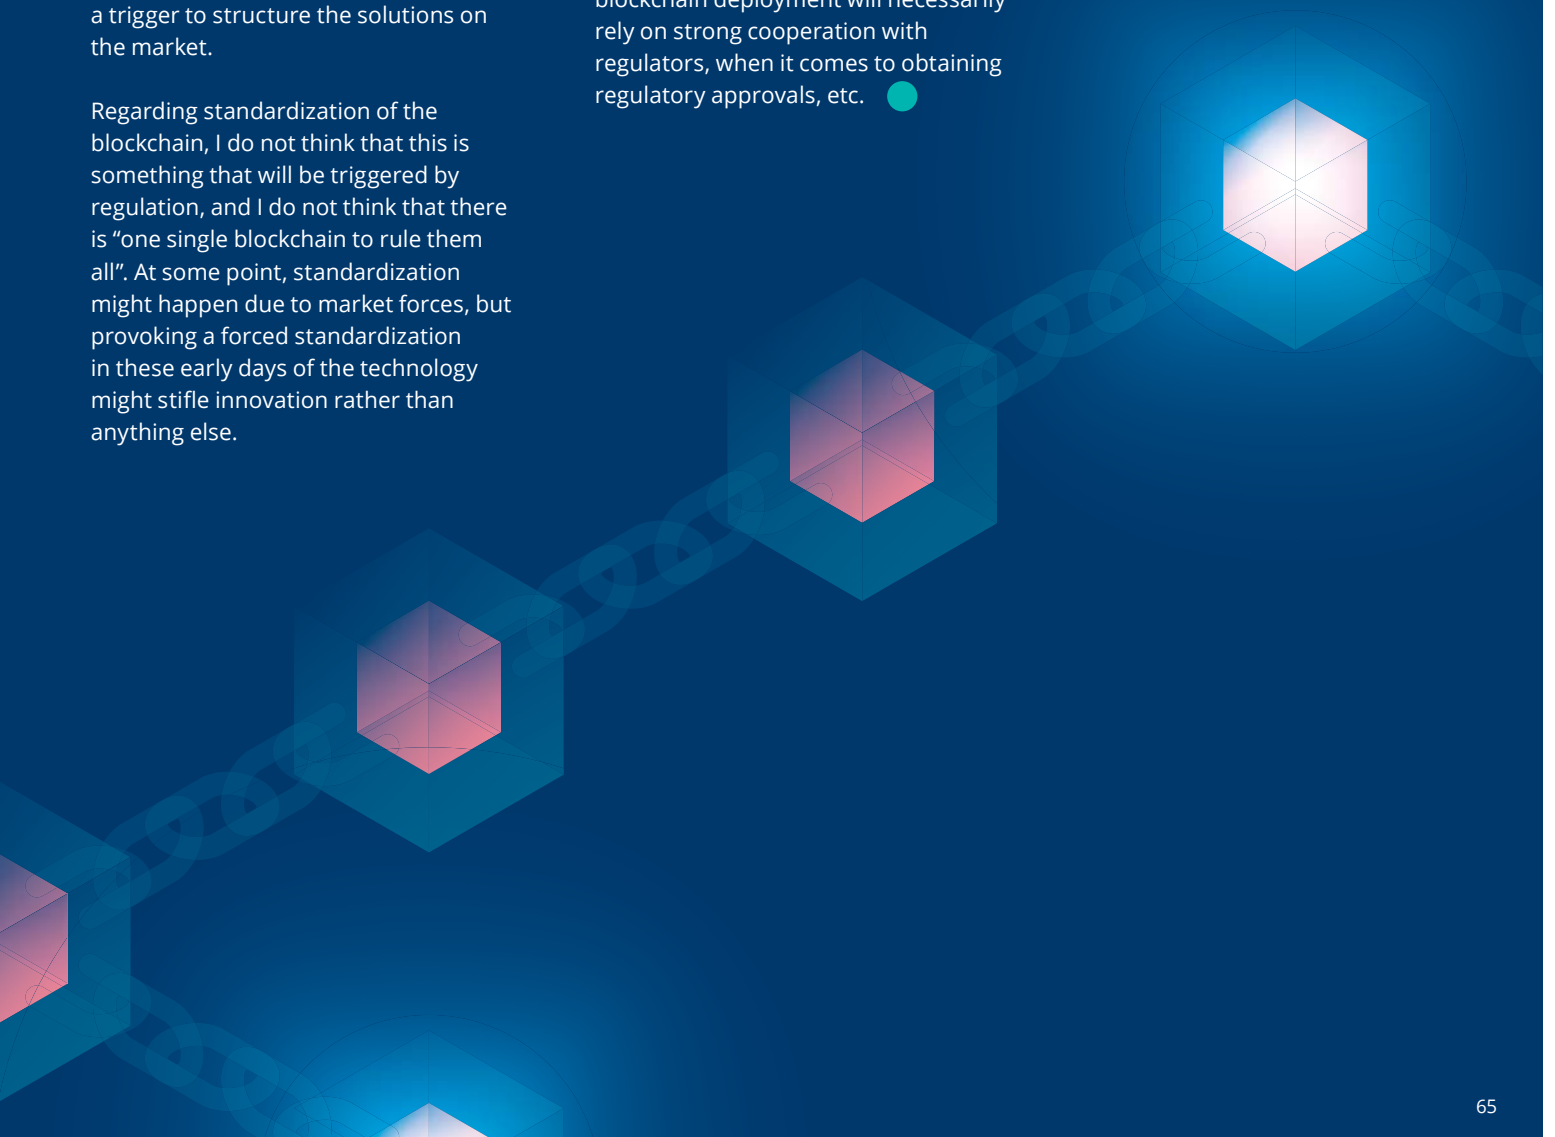 a trigger to structure the solutions on
the market.
Regarding standardization of the
blockchain, I do not think that this is
something that will be triggered by
regulation, and I do not think that there
is “one single blockchain to rule them
all”. At some point, standardization
might happen due to market forces, but
provoking a forced standardization
in these early days of the technology
might stifle innovation rather than
anything else.
blockchain deployment will necessarily
rely on strong cooperation with
regulators, when it comes to obtaining
regulatory approvals, etc.
65